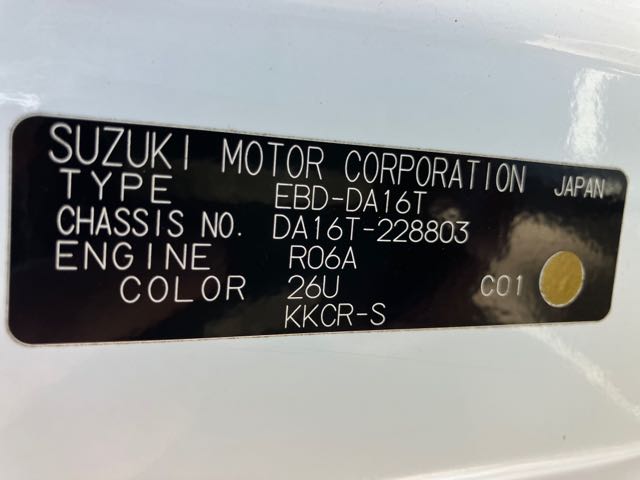 SUZUKI MOTOR CORPORATION JAPAN
TYPE EBD-DA16T
CHASSIS NO. DA16T-228803
ENGINE R06A
COLOR 26U C01
KKCR-S